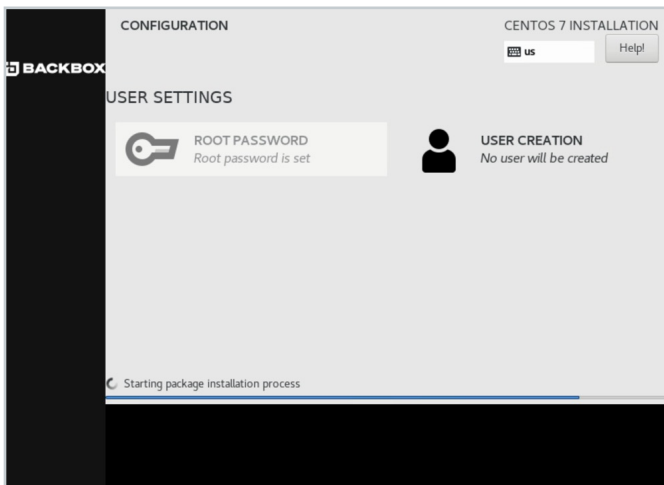 CONFIGURATION
CENTOS 7 INSTALLATION
us
Help!
BACKBOX
USER SETTINGS
ROOT PASSWORD
Root password is set
USER CREATION
No user will be created
Starting package installation process